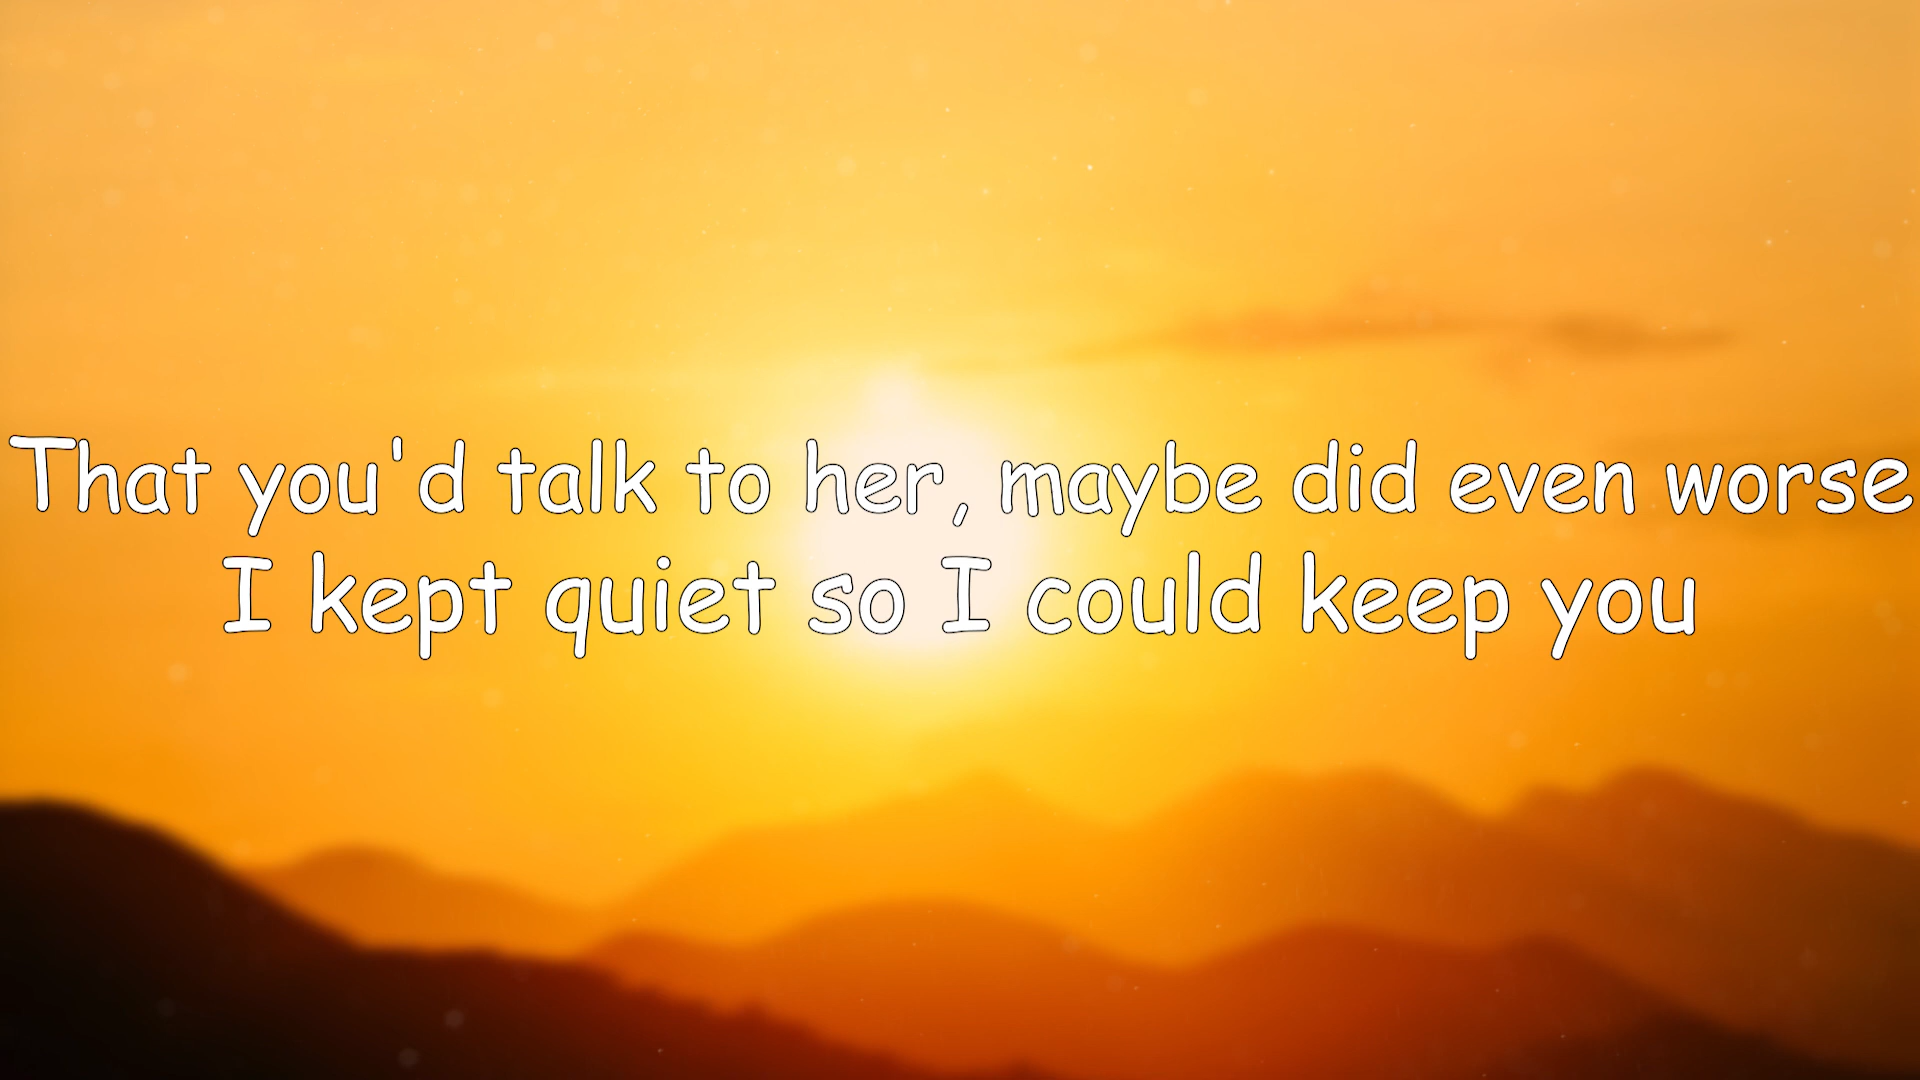 That you'd talk to her, maybe did even worse
I kept quiet so I could keep you